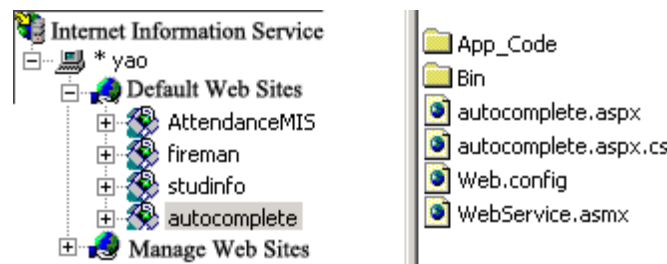 Internet Information Service
* yao
Default Web Sites
AttendanceMIS
fireman
studinfo
autocomplete
Manage Web Sites
App_Code
Bin
autocomplete.aspx
autocomplete.aspx.cs
Web.config
WebService.asmx